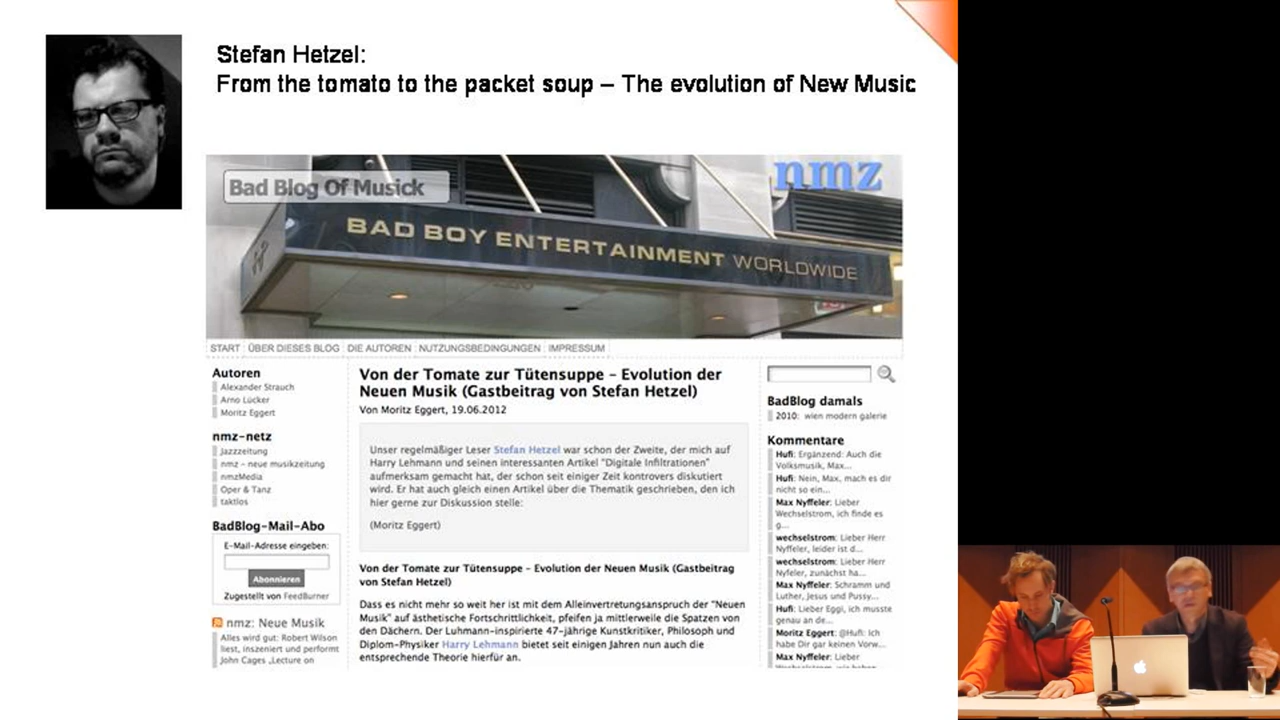 Stefan Hetzel:
From the tomato to the packet soup – The evolution of New Music
Bad Blog Of Musick
nmz
BAD BOY ENTERTAINMENT WORLDWIDE
START
ÜBER DIESES BLOG
DIE AUTOREN
NUTZUNGSBEDINGUNGEN
IMPRESSUM
Autoren
Alexander Strauch
Arno Lücker
Moritz Eggert
nmz-netz
Jazzzeitung
nmz - neue musikzeitung
nmzMedia
Oper & Tanz
taktlos
BadBlog-Mail-Abo
E-Mail-Adresse eingeben:
Abonnieren
Zugestellt von FeedBurner
nmz: Neue Musik
Alles wird gut: Robert Wilson
liest, inszeniert und performt
John Cages „Lecture on
Von der Tomate zur Tütensuppe – Evolution der
Neuen Musik (Gastbeitrag von Stefan Hetzel)
Von Moritz Eggert, 19.06.2012
Unser regelmäßiger Leser Stefan Hetzel war schon der Zweite, der mich auf
Harry Lehmann und seinen interessanten Artikel "Digitale Infiltrationen"
aufmerksam gemacht hat, der schon seit einiger Zeit kontrovers diskutiert
wird. Er hat auch gleich einen Artikel über die Thematik geschrieben, den ich
hier gerne zur Diskussion stelle:
(Moritz Eggert)
Von der Tomate zur Tütensuppe – Evolution der Neuen Musik (Gastbeitrag
von Stefan Hetzel)
Dass es nicht mehr so weit her ist mit dem Alleinvertretungsanspruch der "Neuen
Musik" auf ästhetische Fortschrittlichkeit, pfeifen ja mittlerweile die Spatzen von
den Dächern. Der Luhmann-inspirierte 47-jährige Kunstkritiker, Philosoph und
Diplom-Physiker Harry Lehmann bietet seit einigen Jahren nun auch die
entsprechende Theorie hierfür an.
BadBlog damals
2010: wien modern galerie
Kommentare
Hufi: Ergänzend: Auch die
Volksmusik, Max...
Hufi: Nein, Max, mach es dir
nicht so ein...
Max Nyffeler: Lieber
Wechselstrom, ich finde es
g...
wechselstrom: Lieber Herr
Nyffeler, leider ist d...
wechselstrom: Lieber Herr
Nyfeler, zunächst ha...
Max Nyffeler: Schramm und
Luther, Jesus und Pussy...
Hufi: Lieber Eggi, ich musste
genau an de...
Moritz Eggert: @Hufi: Ich
habe Dir gar keinen Vorw...
Max Nyffeler: Lieber